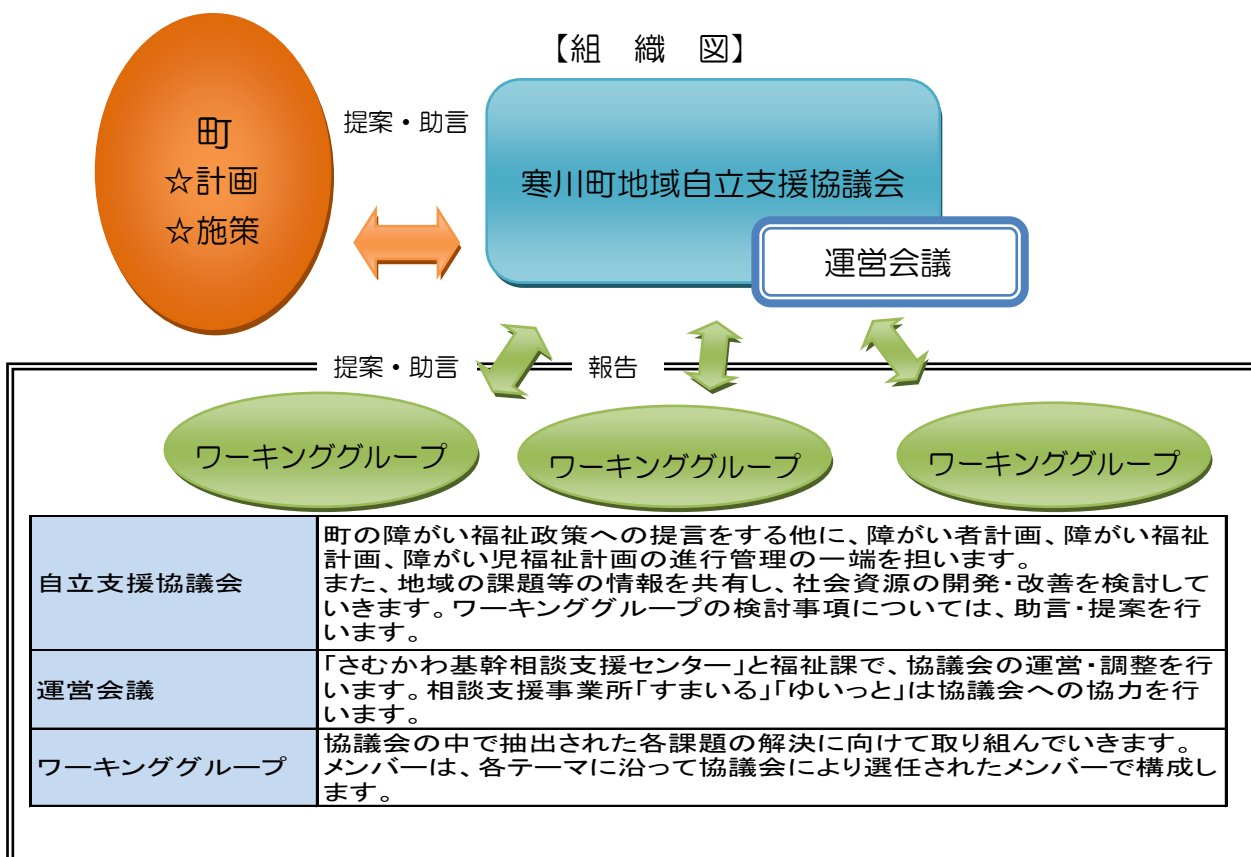 【組　織　図】
町
☆計画
☆施策
提案・助言
寒川町地域自立支援協議会
運営会議
提案・助言
報告
ワーキンググループ
ワーキンググループ
ワーキンググループ
自立支援協議会
町の障がい福祉政策への提言をする他に、障がい者計画、障がい福祉
計画、障がい児福祉計画の進行管理の一端を担います。
また、地域の課題等の情報を共有し、社会資源の開発・改善を検討して
いきます。ワーキンググループの検討事項については、助言・提案を行
います。
運営会議
「さむかわ基幹相談支援センター」と福祉課で、協議会の運営・調整を行
います。相談支援事業所「すまいる」「ゆいっと」は協議会への協力を行
います。
ワーキンググループ
協議会の中で抽出された各課題の解決に向けて取り組んでいきます。
メンバーは、各テーマに沿って協議会により選任されたメンバーで構成し
ます。